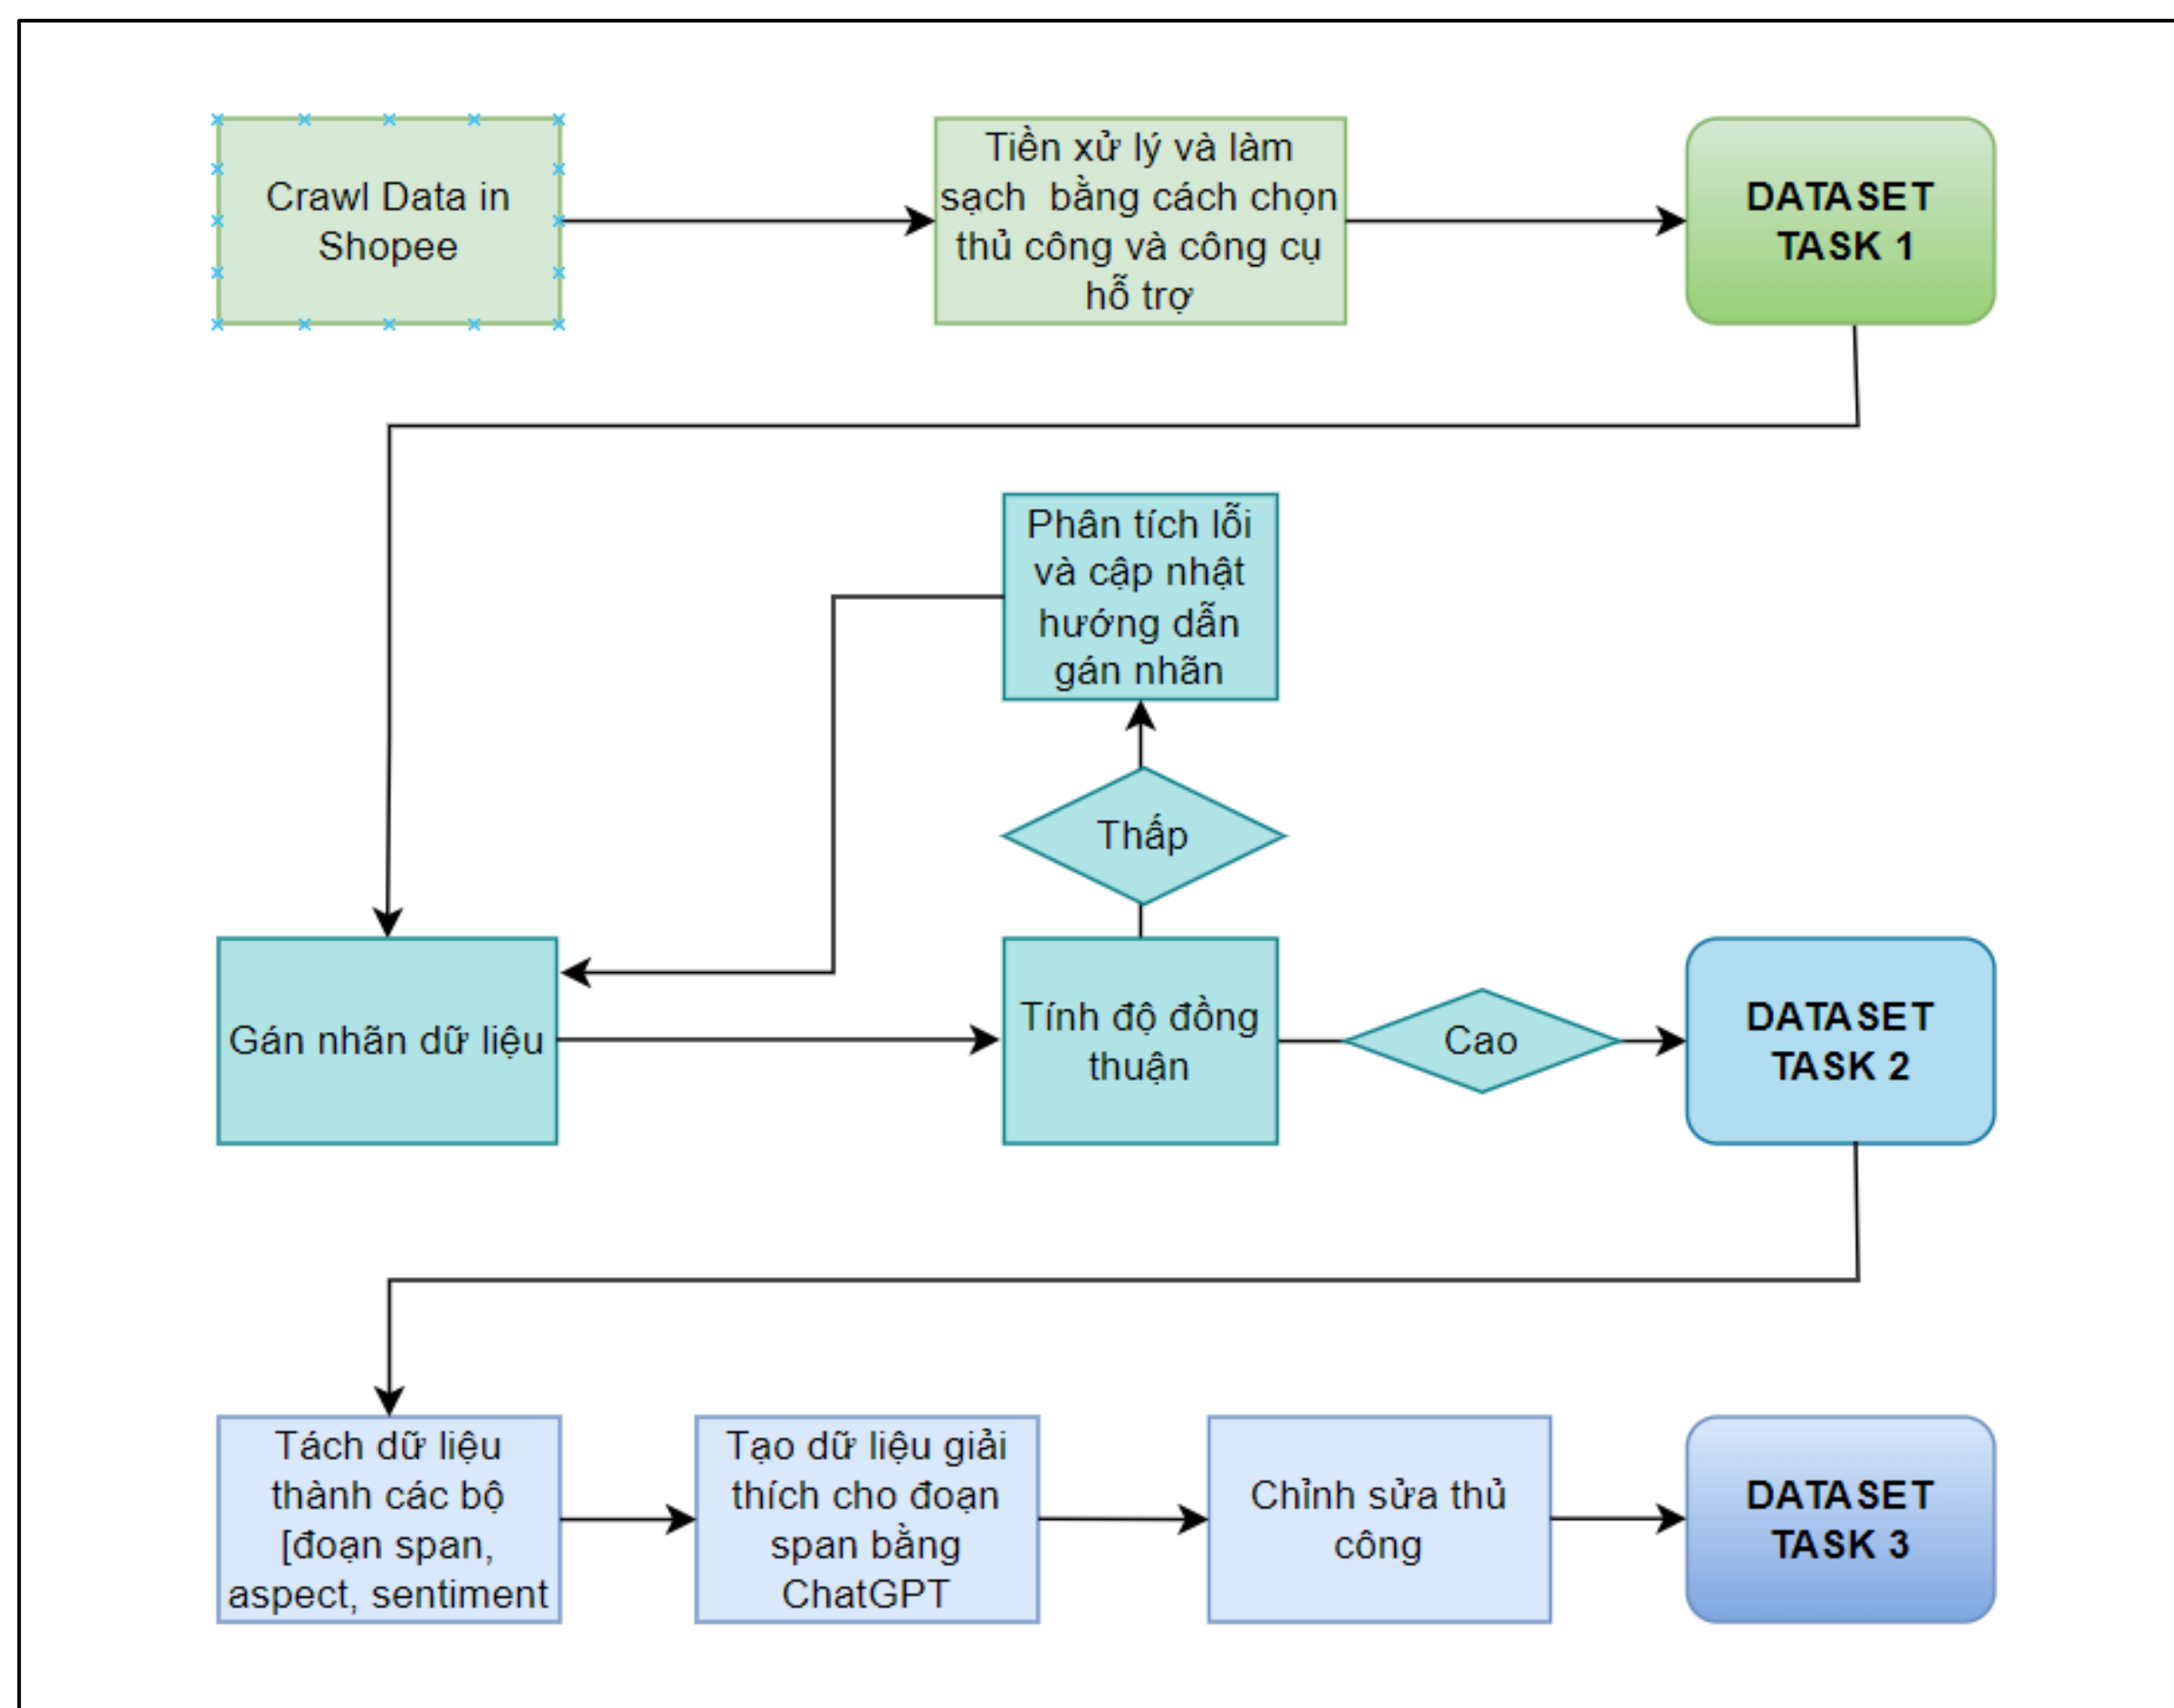 Crawl Data in
Shopee
Tiền xử lý và làm
sạch  bằng cách chọn
thủ công và công cụ
hỗ trợ
DATASET
TASK 1
Phân tích lỗi
và cập nhật
hướng dẫn
gán nhãn
Thấp
Gán nhãn dữ liệu
Tính độ đồng
thuận
Cao
DATASET
TASK 2
Tách dữ liệu
thành các bộ
[đoạn span,
aspect, sentiment
Tạo dữ liệu giải
thích cho đoạn
span bằng
ChatGPT
Chỉnh sửa thủ
công
DATASET
TASK 3